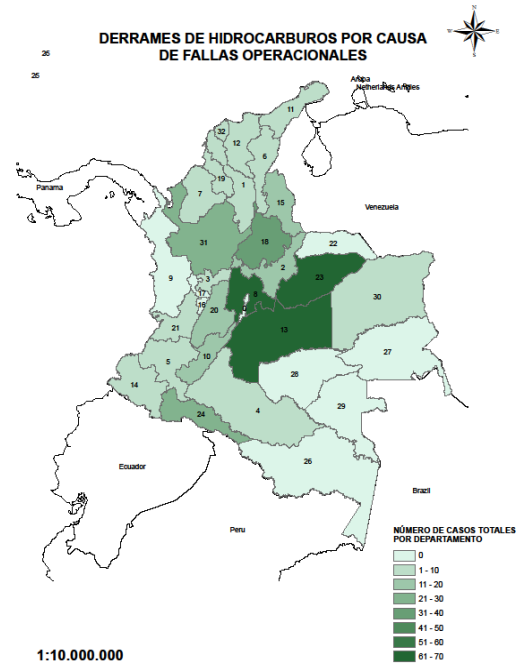 DERRAMES DE HIDROCARBUROS POR CAUSA
DE FALLAS OPERACIONALES
N
W
E
S
25
25
Aruba
Netherlands Antilles
11
32
12
6
19
1
7
15
Panama
Venezuela
31
18
22
2
23
9
3
8
17
16
20
30
13
21
27
5
10
28
14
4
29
24
26
Ecuador
Brazil
Peru
NÚMERO DE CASOS TOTALES
POR DEPARTAMENTO
0
1 - 10
11 - 20
21 - 30
31 - 40
41 - 50
51 - 60
61 - 70
1:10.000.000